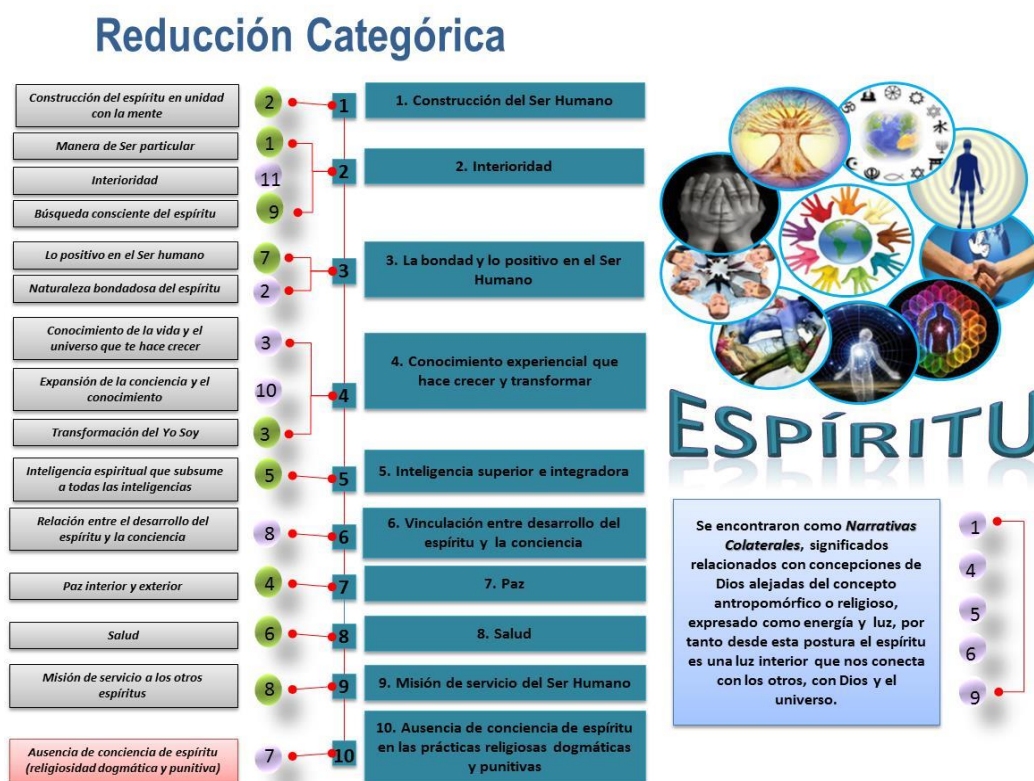 Reducción Categórica
Construcción del espíritu en unidad
con la mente
2
1
1. Construcción del Ser Humano
Manera de Ser particular
1
Interioridad
11
2
2. Interioridad
Búsqueda consciente del espíritu
9
Lo positivo en el Ser humano
7
Naturaleza bondadosa del espíritu
2
3
3. La bondad y lo positivo en el Ser
Humano
Conocimiento de la vida y el
universo que te hace crecer
3
Expansión de la conciencia y el
conocimiento
10
Transformación del Yo Soy
3
4
4. Conocimiento experiencial que
hace crecer y transformar
Inteligencia espiritual que subsume
a todas las inteligencias
5
5
5. Inteligencia superior e integradora
Relación entre el desarrollo del
espíritu y la conciencia
8
6
6. Vinculación entre desarrollo del
espíritu y la conciencia
Paz interior y exterior
4
7
7. Paz
Salud
6
8
8. Salud
Misión de servicio a los otros
espíritus
8
9
9. Misión de servicio del Ser Humano
Ausencia de conciencia de espíritu
(religiosidad dogmática y punitiva)
7
10
10. Ausencia de conciencia de espíritu
en las prácticas religiosas dogmáticas
y punitivas
ESPÍRITU
Se encontraron como Narrativas
Colaterales, significados
relacionados con concepciones de
Dios alejadas del concepto
antropomórfico o religioso,
expresado como energía y luz, por
tanto desde esta postura el espíritu
es una luz interior que nos conecta
con los otros, con Dios y el
universo.
1
4
5
6
9